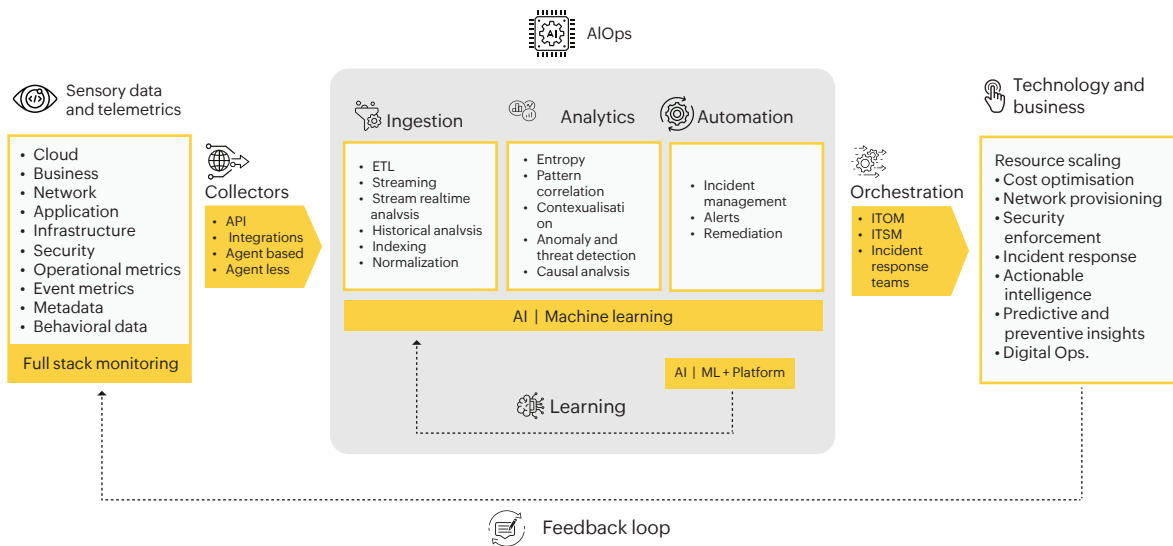 AI
AIOps
Sensory data
and telemetrics
• Cloud
• Business
• Network
• Application
• Infrastructure
• Security
• Operational metrics
• Event metrics
• Metadata
• Behavioral data
Full stack monitoring
Collectors
• API
• Integrations
• Agent based
• Agent less
Ingestion
• ETL
• Streaming
• Stream realtime
analvsis
• Historical analysis
• Indexing
• Normalization
Analytics
• Entropy
• Pattern
correlation
• Contexualisati
on
• Anomaly and
threat detection
• Causal analysis
Automation
• Incident
management
• Alerts
• Remediation
AI | Machine learning
AI | ML + Platform
Learning
Orchestration
• ITOM
• ITSM
• Incident
response
teams
Technology and
business
Resource scaling
• Cost optimisation
• Network provisioning
• Security
enforcement
• Incident response
• Actionable
intelligence
• Predictive and
preventive insights
• Digital Ops.
Feedback loop